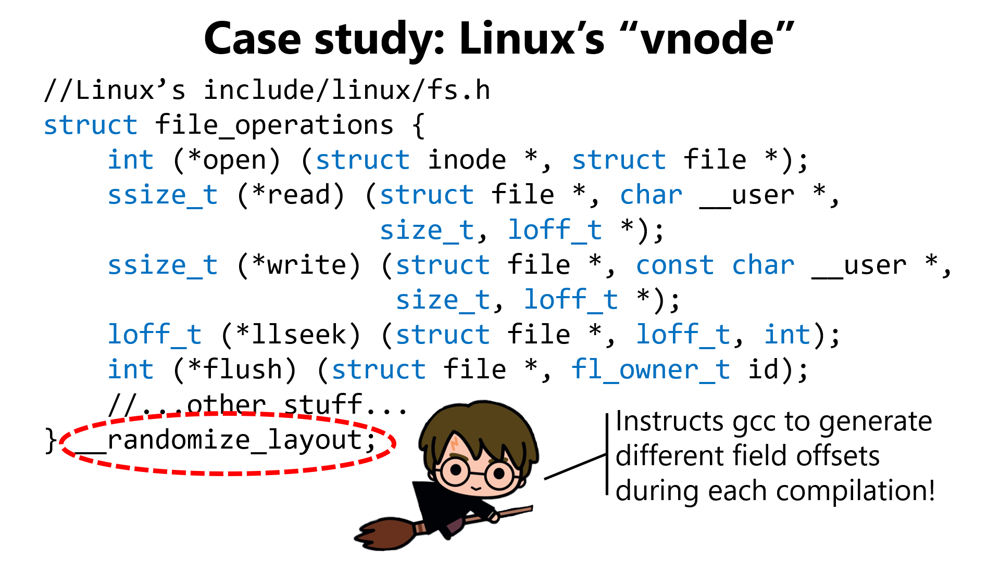 Case study: Linux’s “vnode”
//Linux’s include/linux/fs.h
struct file_operations {
    int (*open) (struct inode *, struct file *);
    ssize_t (*read) (struct file *, char __user *,
                     size_t, loff_t *);
    ssize_t (*write) (struct file *, const char __user *,
                      size_t, loff_t *);
    loff_t (*llseek) (struct file *, loff_t, int);
    int (*flush) (struct file *, fl_owner_t id);
    //...other stuff...
} __randomize_layout;
Instructs gcc to generate
different field offsets
during each compilation!